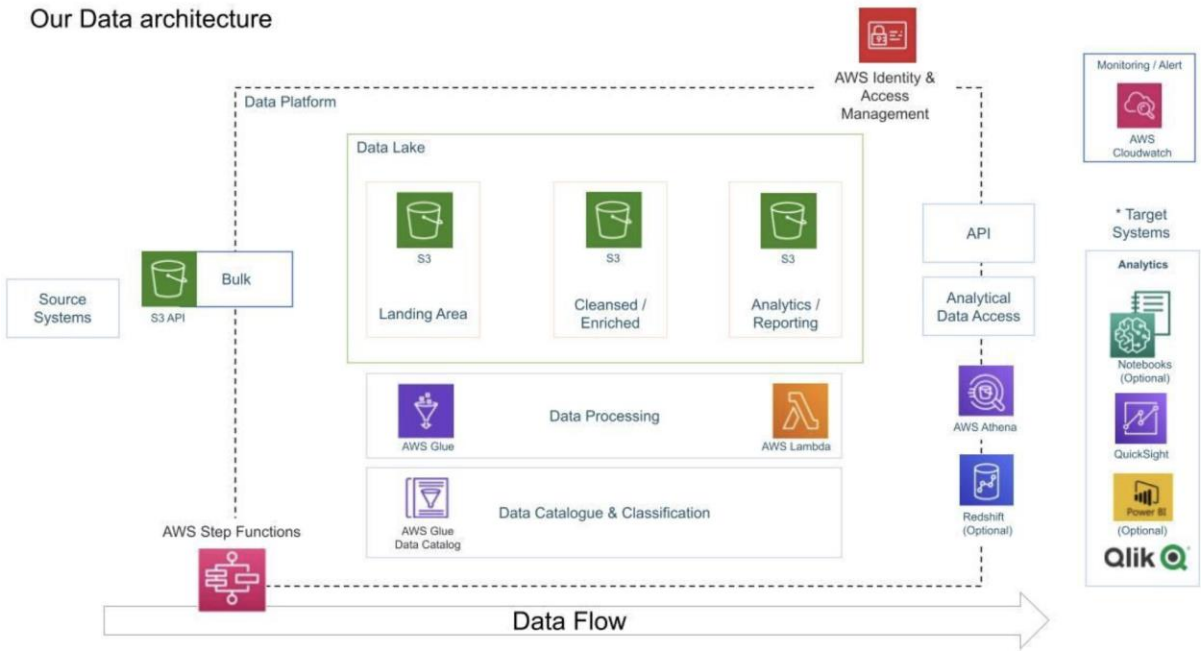 Our Data architecture
AWS Identity &
Access
Management
Monitoring / Alert
AWS
Cloudwatch
Data Platform
Data Lake
S3
Landing Area
S3
Cleansed /
Enriched
S3
Analytics /
Reporting
Source
Systems
S3 API
Bulk
API
Analytical
Data Access
AWS Glue
Data Processing
AWS Lambda
AWS Athena
AWS Glue
Data Catalog
Data Catalogue & Classification
Redshift
(Optional)
AWS Step Functions
* Target
Systems
Analytics
Notebooks
(Optional)
QuickSight
Power BI
(Optional)
Qlik
Data Flow